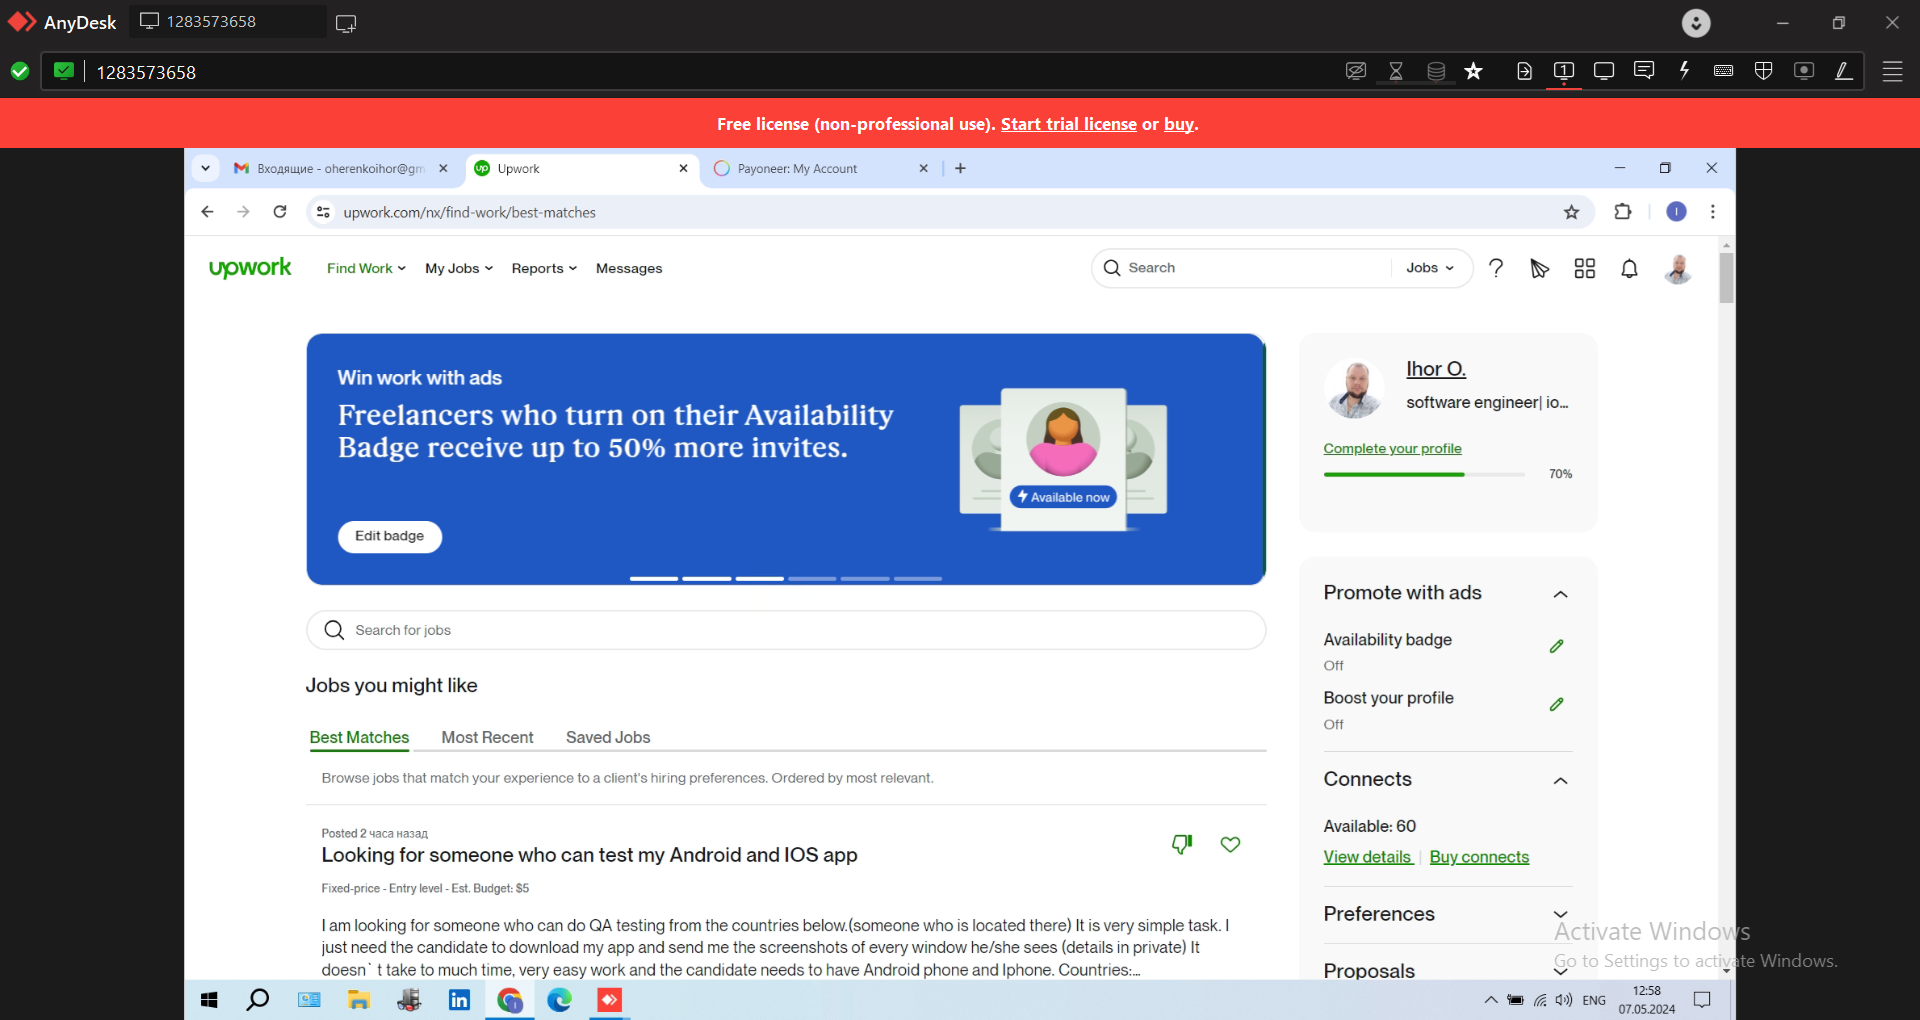 AnyDesk
1283573658
1283573658
1
Free license (non-professional use). Start trial license or buy.
Входящие - oherenkoihor@gm
Upwork
Payoneer: My Account
upwork.com/nx/find-work/best-matches
I
upwork
Find Work
My Jobs
Reports
Messages
Search
Jobs
Win work with ads
Freelancers who turn on their Availability
Badge receive up to 50% more invites.
Available now
Edit badge
Ihor O.
software engineer| io...
Complete your profile
70%
Search for jobs
Jobs you might like
Best Matches
Most Recent
Saved Jobs
Browse jobs that match your experience to a client's hiring preferences. Ordered by most relevant.
Posted 2 часа назад
Looking for someone who can test my Android and IOS app
Fixed-price - Entry level - Est. Budget: $5
I am looking for someone who can do QA testing from the countries below.(someone who is located there) It is very simple task. I
just need the candidate to download my app and send me the screenshots of every window he/she sees (details in private) It
doesn`t take to much time, very easy work and the candidate needs to have Android phone and Iphone. Countries:...
Promote with ads
Availability badge
Off
Boost your profile
Off
Connects
Available: 60
View details
Buy connects
Preferences
Proposals
Activate Windows
Go to Settings to activate Windows.
ENG
12:58
07.05.2024